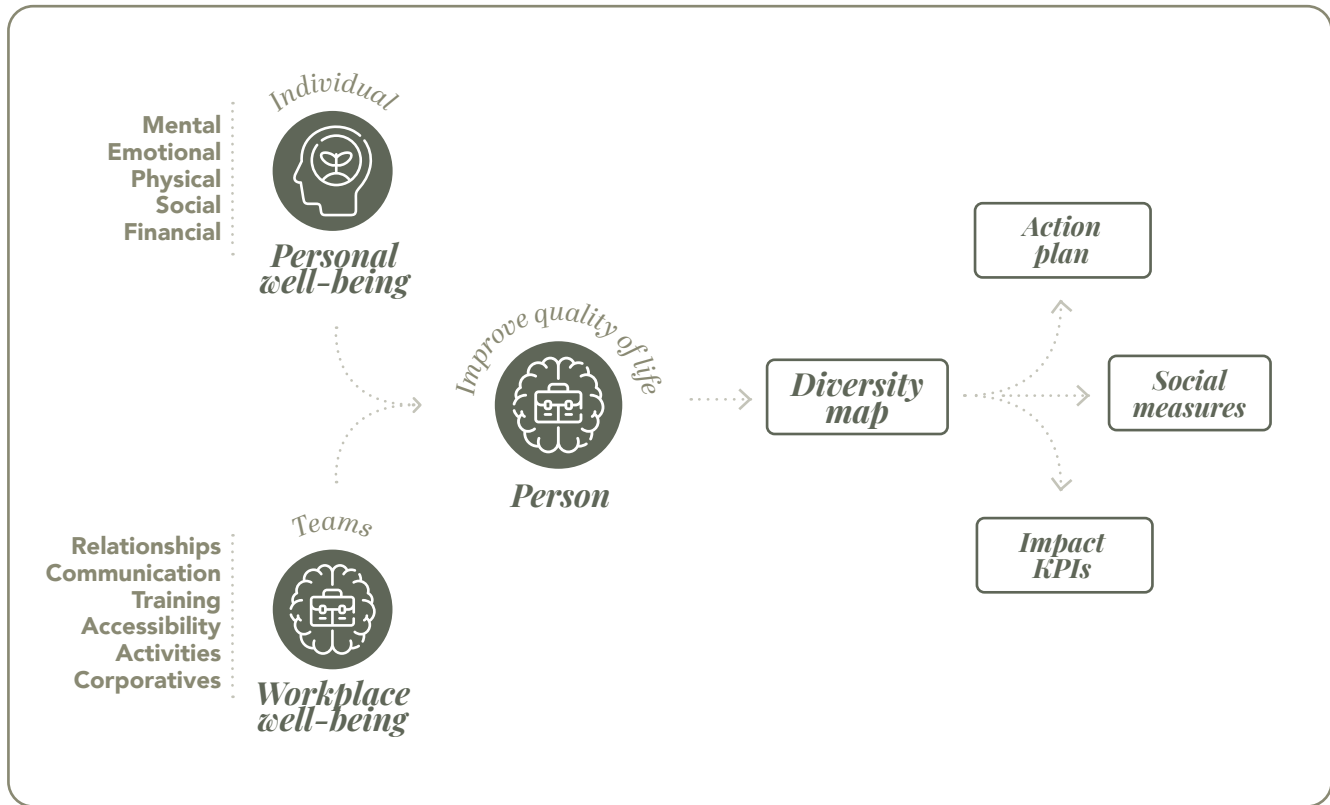 Individual
Mental
Emotional
Physical
Social
Financial
Personal
well-being
Improve quality of life
Person
Teams
Relationships
Communication
Training
Accessibility
Activities
Corporatives
Workplace
well-being
Diversity
map
Action
plan
Social
measures
Impact
KPIs